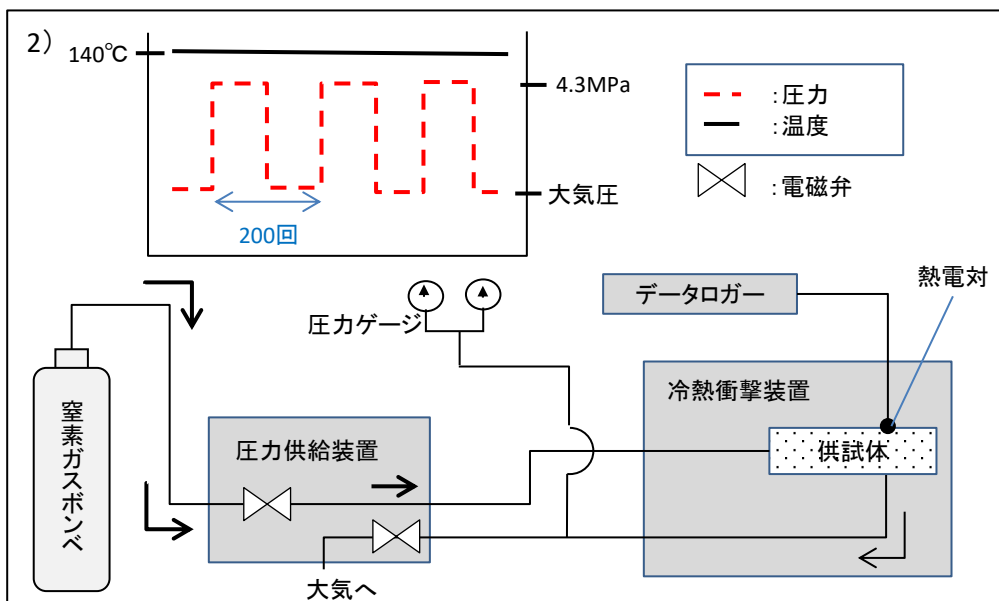 2）
140℃
4.3MPa
大気圧
200回
：圧力
：温度
：電磁弁
熱電対
データロガー
圧力ゲージ
冷熱衝撃装置
窒素ガスボンベ
圧力供給装置
供試体
大気へ